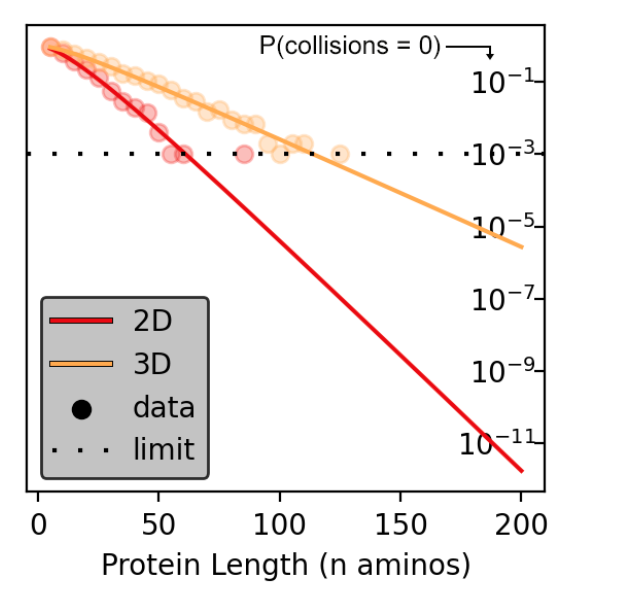 P(collisions = 0)
10⁻¹
10⁻³
10⁻⁵
10⁻⁷
10⁻⁹
10⁻¹¹
2D
3D
data
limit
0 50 100 150 200
Protein Length (n aminos)